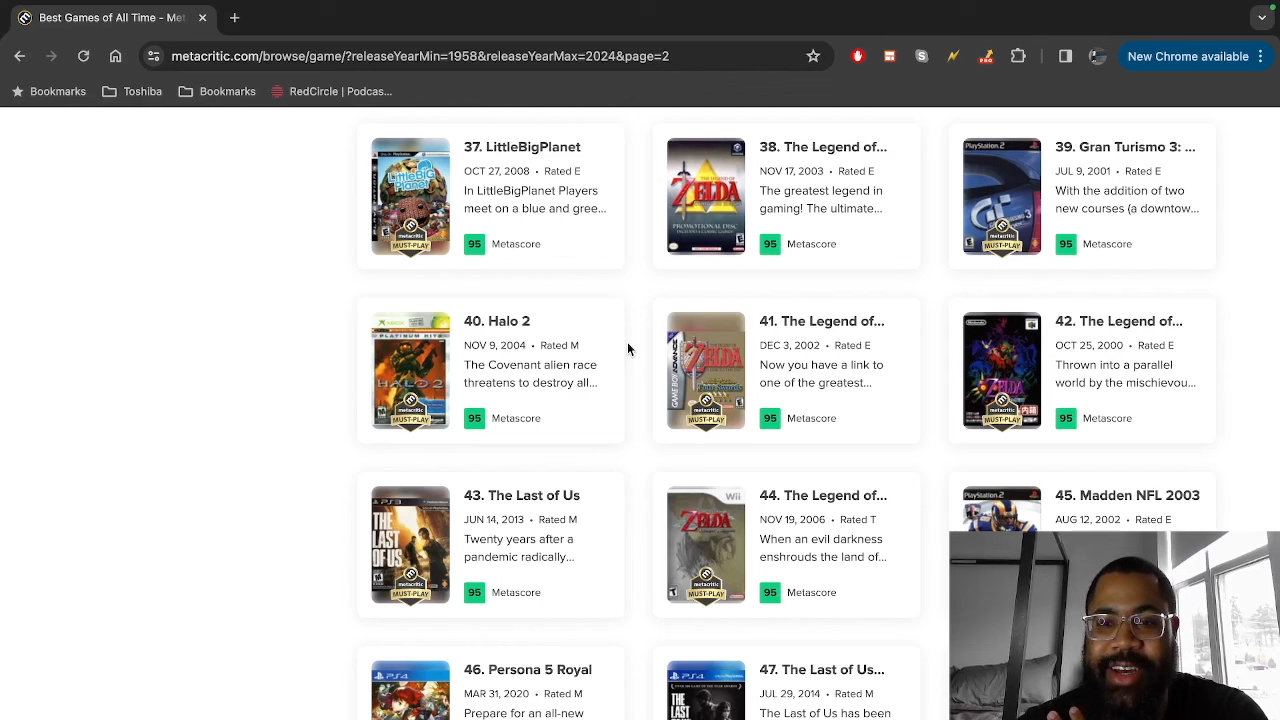 Best Games of All Time - Met
metacritic.com/browse/game/?releaseYearMin=1958&releaseYearMax=2024&page=2
New Chrome available
Bookmarks
Toshiba
Bookmarks
RedCircle | Podcas...
37. LittleBigPlanet
OCT 27, 2008 • Rated E
In LittleBigPlanet Players
meet on a blue and gree...
95 Metascore
38. The Legend of...
NOV 17, 2003 • Rated E
The greatest legend in
gaming! The ultimate...
95 Metascore
39. Gran Turismo 3: ...
JUL 9, 2001 • Rated E
With the addition of two
new courses (a downtow...
95 Metascore
40. Halo 2
NOV 9, 2004 • Rated M
The Covenant alien race
threatens to destroy all...
95 Metascore
41. The Legend of...
DEC 3, 2002 • Rated E
Now you have a link to
one of the greatest...
95 Metascore
42. The Legend of...
OCT 25, 2000 • Rated E
Thrown into a parallel
world by the mischievou...
95 Metascore
43. The Last of Us
JUN 14, 2013 • Rated M
Twenty years after a
pandemic radically...
95 Metascore
44. The Legend of...
NOV 19, 2006 • Rated T
When an evil darkness
enshrouds the land of...
95 Metascore
45. Madden NFL 2003
AUG 12, 2002 • Rated E
46. Persona 5 Royal
MAR 31, 2020 • Rated M
Prepare for an all-new
47. The Last of Us...
JUL 29, 2014 • Rated M
The Last of Us has been